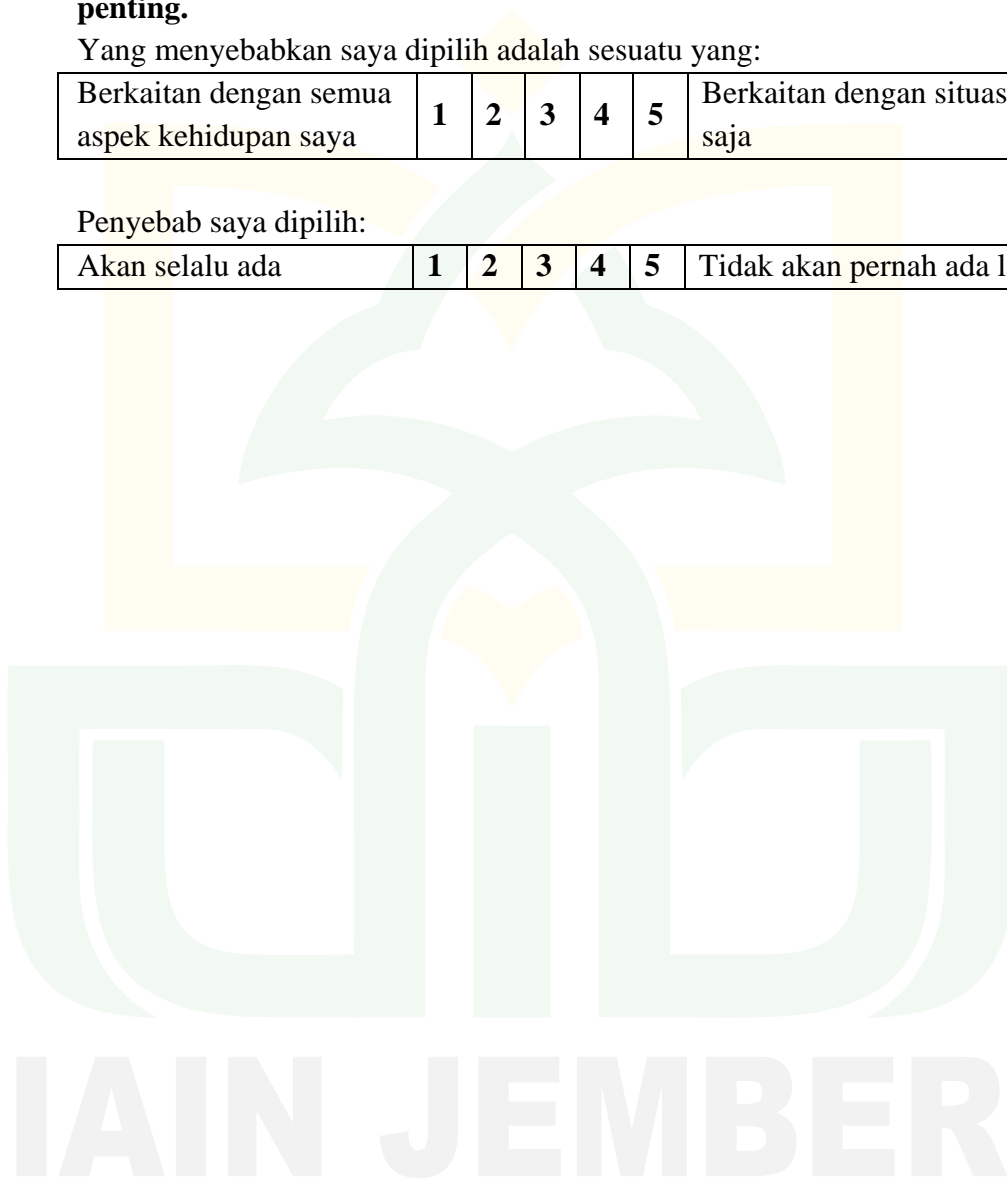 penting.
Yang menyebabkan saya dipilih adalah sesuatu yang:
Berkaitan dengan semua aspek kehidupan saya 1 2 3 4 5 Berkaitan dengan saja
Penyebab saya dipilih:
Akan selalu ada 1 2 3 4 5 Tidak akan pernah ada
IAIN JEMBER